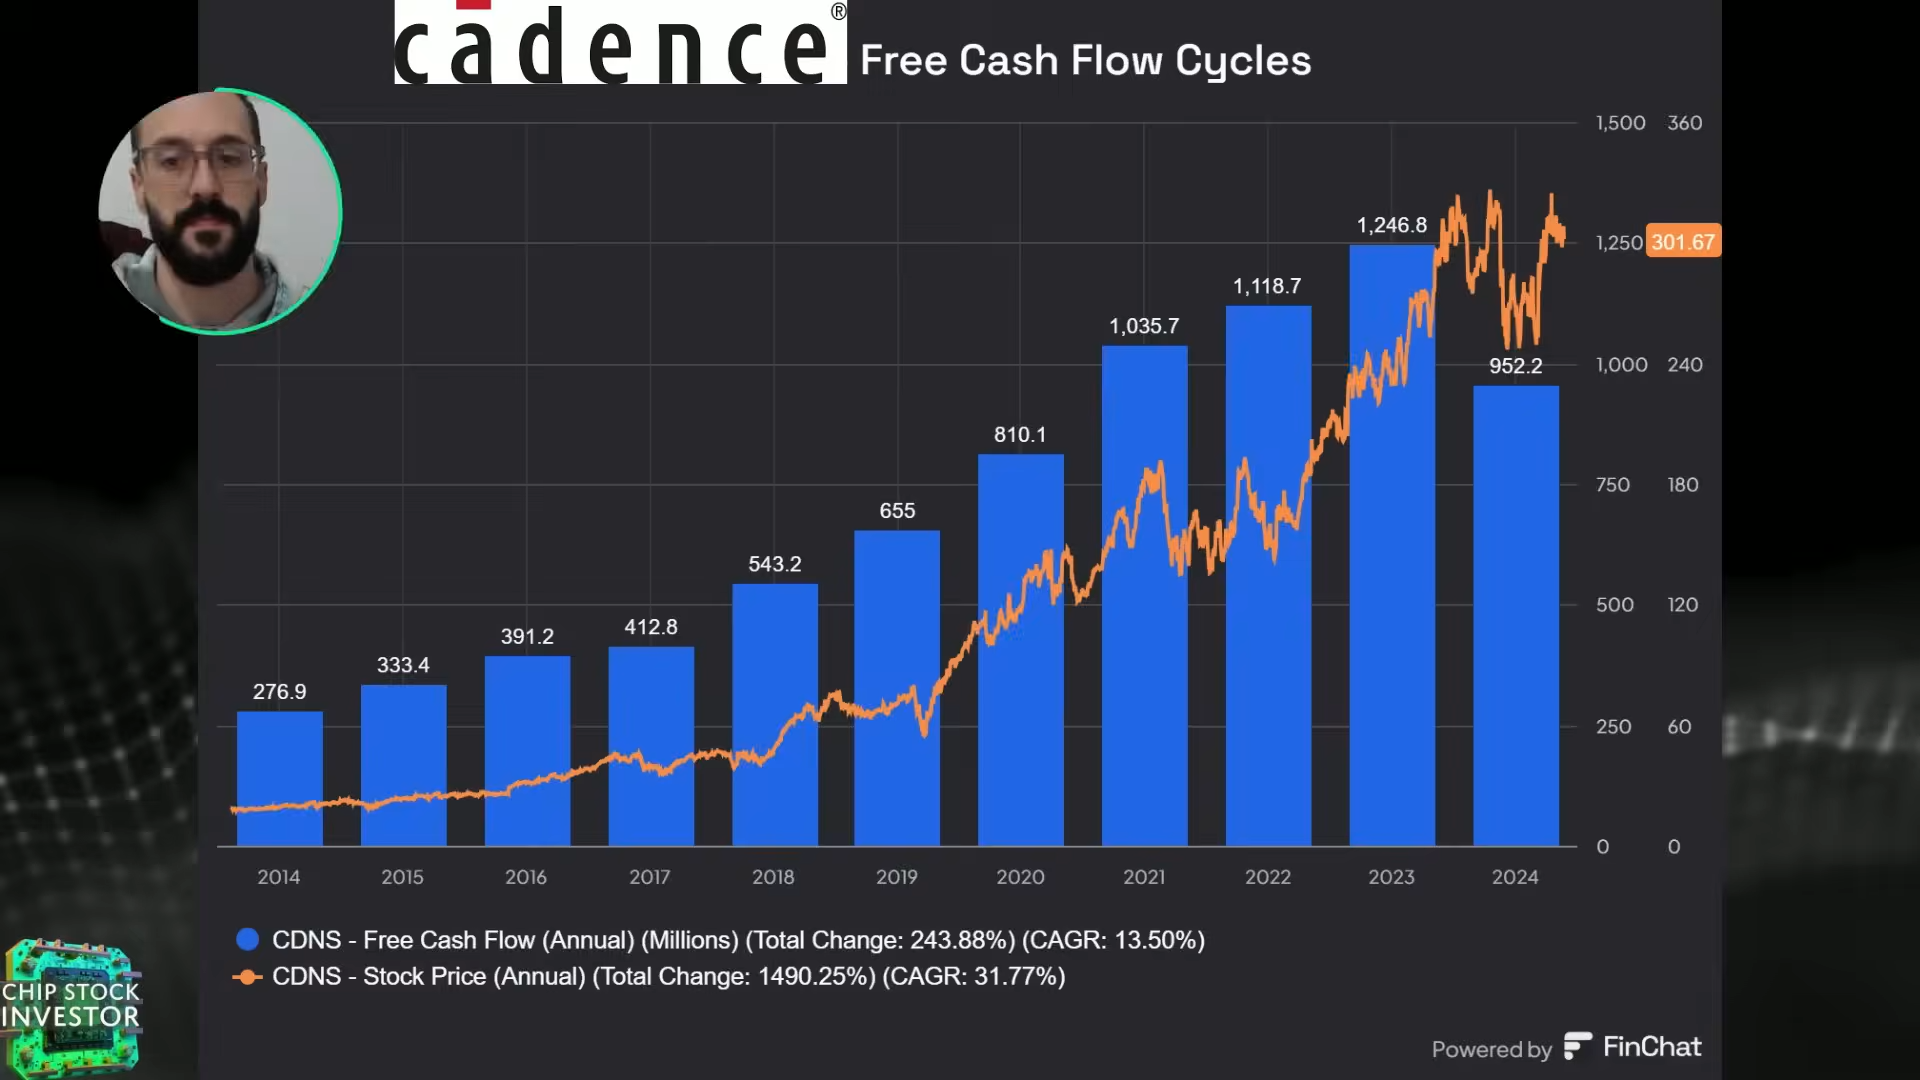 cadence®
Free Cash Flow Cycles
1,500 360
1,246.8
1,250 301.67
1,118.7
1,035.7
1,000 240
952.2
810.1
750 180
655
543.2
500 120
412.8
391.2
333.4
276.9
250 60
0 0
2014 2015 2016 2017 2018 2019 2020 2021 2022 2023 2024
CDNS - Free Cash Flow (Annual) (Millions) (Total Change: 243.88%) (CAGR: 13.50%)
CDNS - Stock Price (Annual) (Total Change: 1490.25%) (CAGR: 31.77%)
CHIP STOCK
INVESTOR
Powered by FinChat